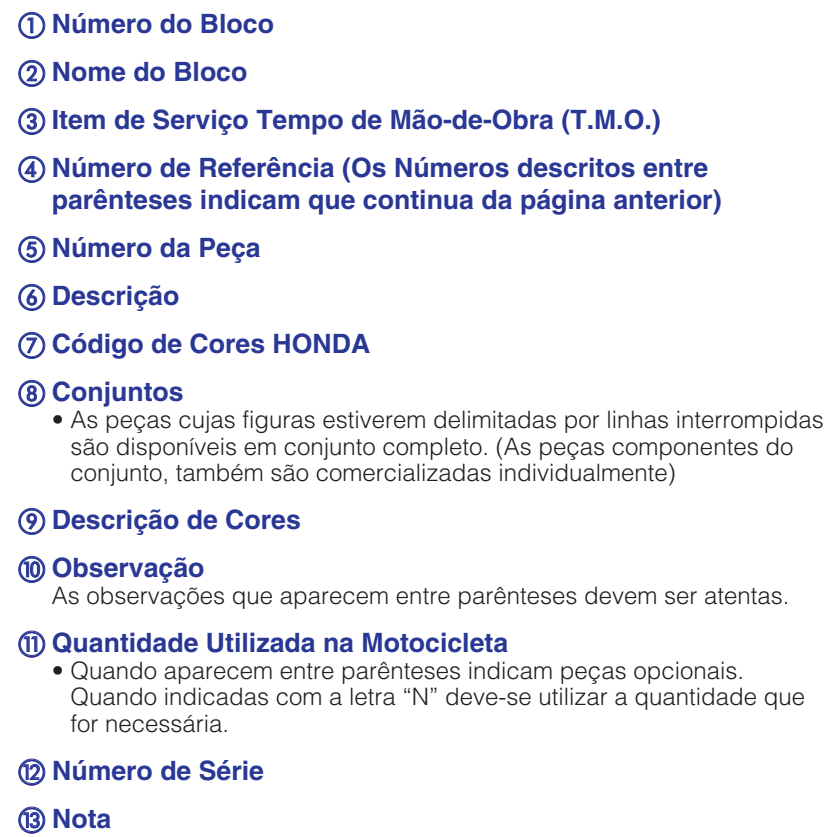 ① Número do Bloco
② Nome do Bloco
③ Item de Serviço Tempo de Mão-de-Obra (T.M.O.)
④ Número de Referência (Os Números descritos entre
parênteses indicam que continua da página anterior)
⑤ Número da Peça
⑥ Descrição
⑦ Código de Cores HONDA
⑧ Conjuntos
• As peças cujas figuras estiverem delimitadas por linhas interrompidas
são disponíveis em conjunto completo. (As peças componentes do
conjunto, também são comercializadas individualmente)
⑨ Descrição de Cores
⑩ Observação
As observações que aparecem entre parênteses devem ser atentas.
⑪ Quantidade Utilizada na Motocicleta
• Quando aparecem entre parênteses indicam peças opcionais.
Quando indicadas com a letra “N” deve-se utilizar a quantidade que
for necessária.
⑫ Número de Série
⑬ Nota